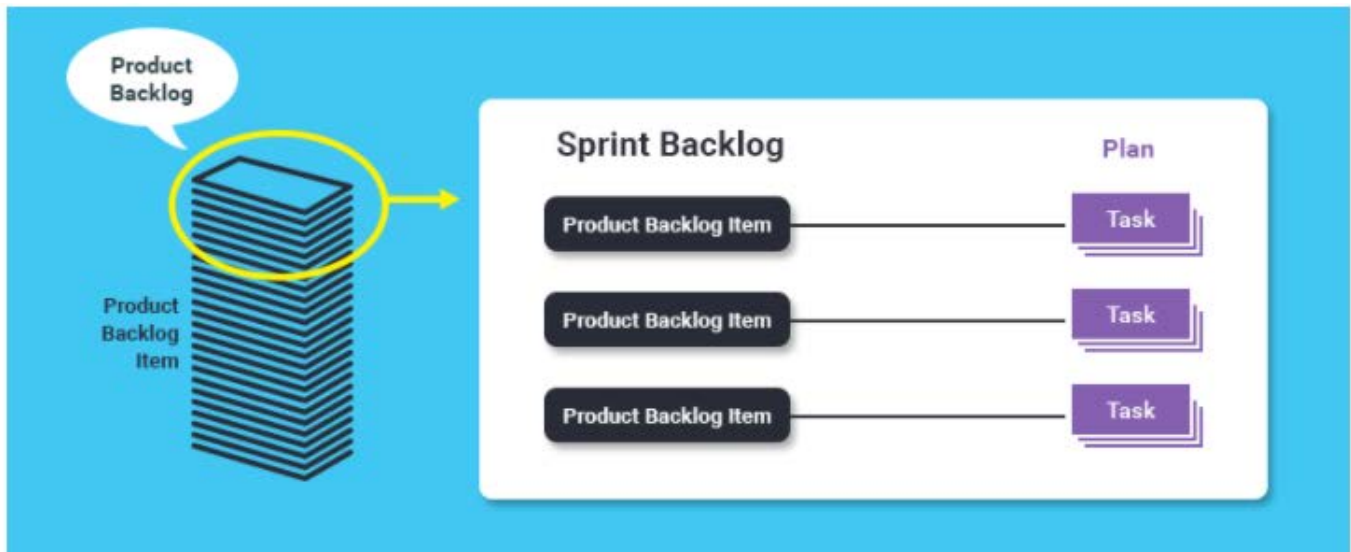 Product
Backlog
Product
Backlog
Item
Sprint Backlog
Plan
Product Backlog Item
Task
Product Backlog Item
Task
Product Backlog Item
Task